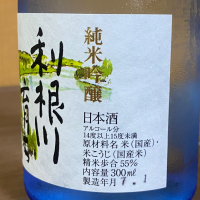 純米吟醸
利根川
育ち
日本酒
アルコール分
14度以上15度未満
原材料名 米(国産)・
米こうじ(国産米)
精米歩合 55%
内容量 300ml
製造年月 7. 1